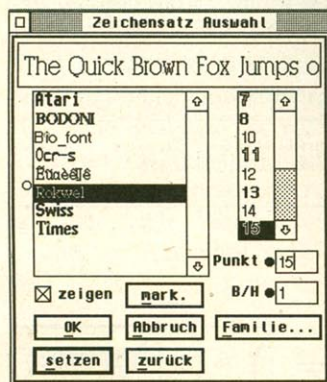 Zeichensatz Auswahl
The Quick Brown Fox Jumps o
Atari
BODONI
Bio_font
Ocr-s
Rokwel
Swiss
Times
7
8
10
11
12
13
14
15
Punkt 15
zeigen mark.
B/H 1
OK Abbruch Familie...
setzen zurück